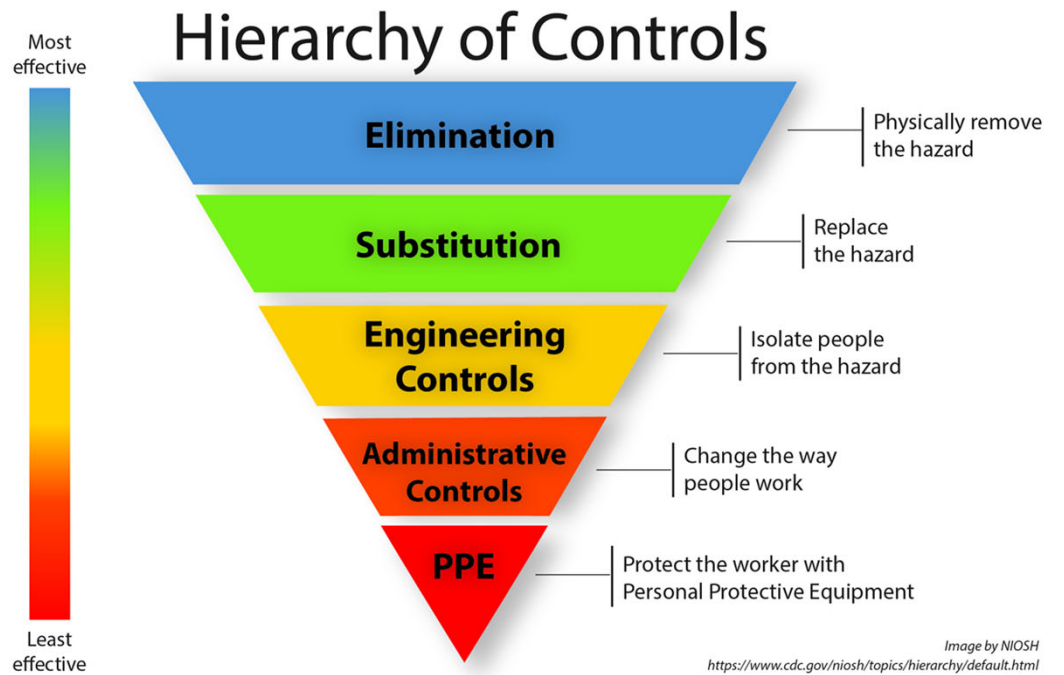 Hierarchy of Controls
Most
effective
Elimination
Physically remove
the hazard
Substitution
Replace
the hazard
Engineering
Controls
Isolate people
from the hazard
Administrative
Controls
Change the way
people work
PPE
Protect the worker with
Personal Protective Equipment
Least
effective
Image by NIOSH
https://www.cdc.gov/niosh/topics/hierarchy/default.html